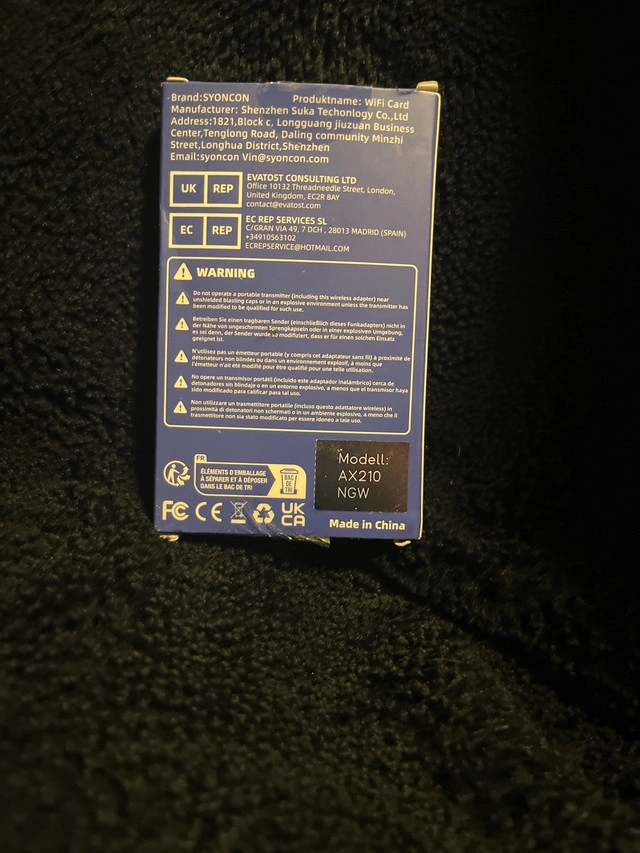 Brand:SYONCON Produktname: WiFi Card
Manufacturer: Shenzhen Suka Techonlogy Co.,Ltd
Address:1821,Block c, Longguang jiuzuan Business
Center,Tenglong Road, Daling community Minzhi
Street,Longhua District,Shenzhen
Email:syoncon Vin@syoncon.com
UK REP
EVATOST CONSULTING LTD
Office 10132 Threadneedle Street, London,
United Kingdom, EC2R 8AY
contact@evatost.com
EC REP
EC REP SERVICES SL
C/GRAN VIA 49, 7 DCH , 28013 MADRID (SPAIN)
+34910563102
ECREPSERVICE@HOTMAIL.COM
WARNING
Do not operate a portable transmitter (including this wireless adapter) near
unshielded blasting caps or in an explosive environment unless the transmitter has
been modified to be qualified for such use.
Betreiben Sie einen tragbaren Sender (einschließlich dieses Funkadapters) nicht in
der Nähe von ungeschirmten Sprengkapseln oder in einer explosiven Umgebung,
es sei denn, der Sender wurde so modifiziert, dass er für einen solchen Einsatz
geeignet ist.
N'utilisez pas un émetteur portable (y compris cet adaptateur sans fil) à proximité de
détonateurs non blindés ou dans un environnement explosif, à moins que
l'émetteur n'ait été modifié pour être qualifié pour une telle utilisation.
No opere un transmisor portátil (incluido este adaptador inalámbrico) cerca de
detonadores sin blindaje o en un entorno explosivo, a menos que el transmisor haya
sido modificado para calificar para tal uso.
Non utilizzare un trasmettitore portatile (incluso questo adattatore wireless) in
prossimità di detonatori non schermati o in un ambiente esplosivo, a meno che il
trasmettitore non sia stato modificato per essere idoneo a tale uso.
FR
ÉLÉMENTS D'EMBALLAGE
À SÉPARER ET À DÉPOSER
DANS LE BAC DE TRI
BAC
DE
TRI
Modell:
AX210
NGW
FC CE UK
CA
Made in China